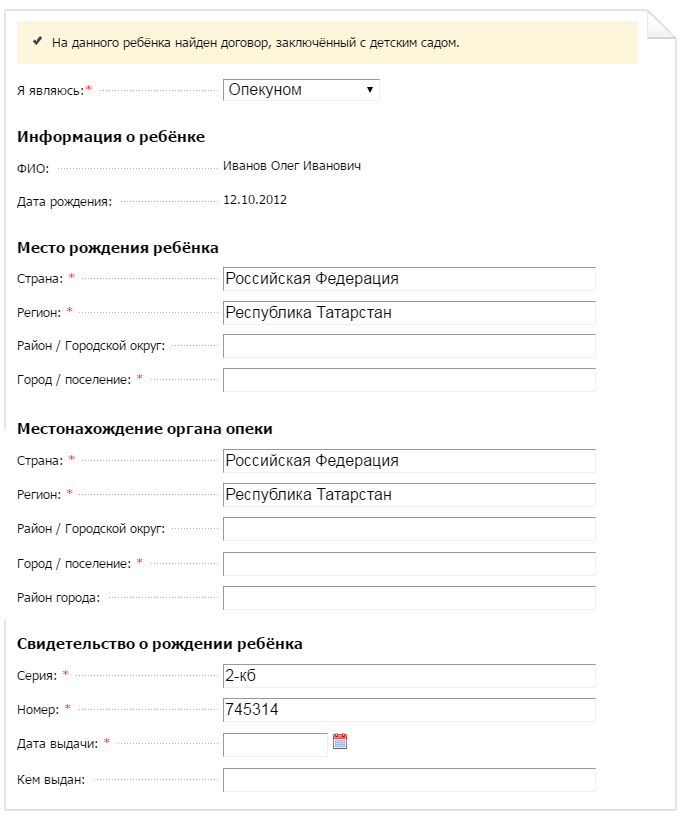 На данного ребёнка найден договор, заключённый с детским садом.
Я являюсь:* Опекуном
Информация о ребёнке
ФИО: Иванов Олег Иванович
Дата рождения: 12.10.2012
Место рождения ребёнка
Страна: * Российская Федерация
Регион: * Республика Татарстан
Район / Городской округ:
Город / поселение: *
Местонахождение органа опеки
Страна: * Российская Федерация
Регион: * Республика Татарстан
Район / Городской округ:
Город / поселение: *
Район города:
Свидетельство о рождении ребёнка
Серия: * 2-кб
Номер: * 745314
Дата выдачи: *
Кем выдан: